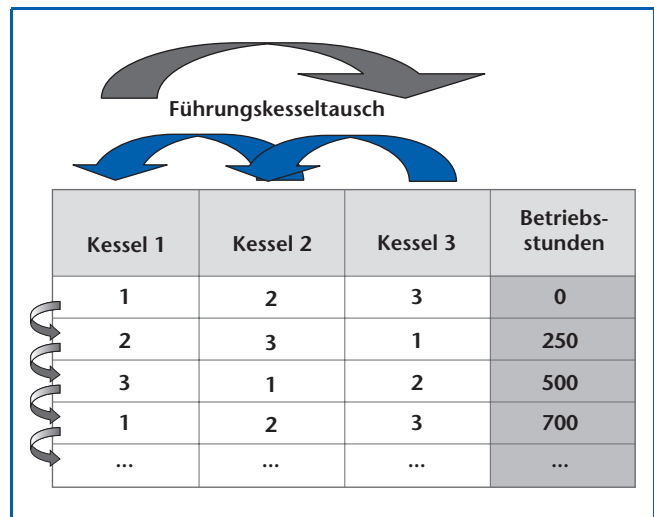 Führungskesseltausch
Kessel 1 Kessel 2 Kessel 3 Betriebs-
stunden
1 2 3 0
2 3 1 250
3 1 2 500
1 2 3 700
... ... ... ...